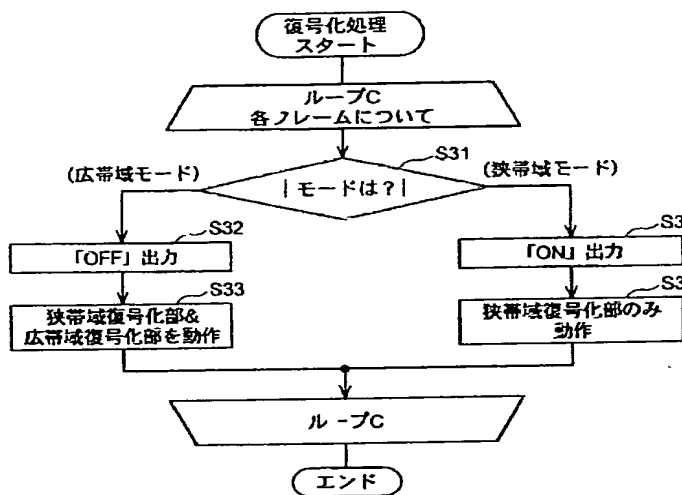 復号化処理
スタート
ループC
各フレームについて
S31
(広帯域モード)
(狭帯域モード)
モードは？
S32
「OFF」出力
S3
「ON」出力
S33
狭帯域復号化部&
広帯域復号化部を動作
S3
狭帯域復号化部のみ
動作
ループC
エンド